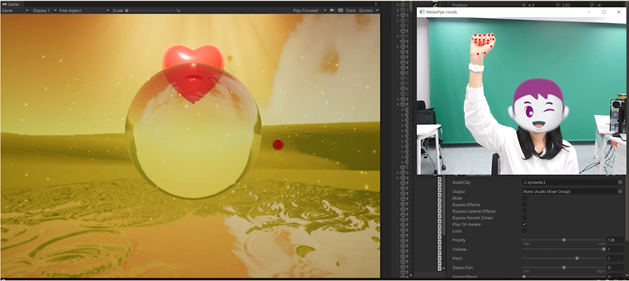 Game
Game Display 1 Free Aspect Scale 1x Play Focused Stats Gizmos
Position
MediaPipe Hands
AudioClip
Output None (Audio Mixer Group)
Mute
Bypass Effects
Bypass Listener Effects
Bypass Reverb Zones
Play On Awake
Loop
Priority 128
Volume 1
Pitch 1
Stereo Pan 0